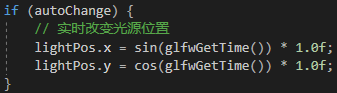 if (autoChange) {
    // 实时改变光源位置
    lightPos.x = sin(glfwGetTime()) * 1.0f;
    lightPos.y = cos(glfwGetTime()) * 1.0f;
}